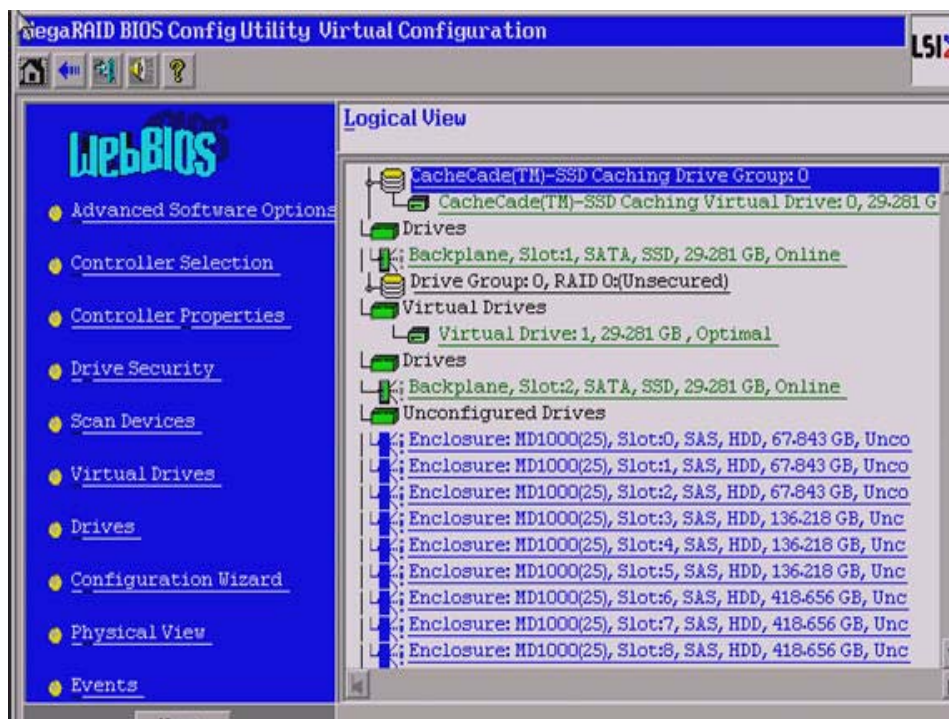 MegaRAID BIOS Config Utility Virtual Configuration
LSI
WebBIOS
Advanced Software Options
Controller Selection
Controller Properties
Drive Security
Scan Devices
Virtual Drives
Drives
Configuration Wizard
Physical View
Events
Logical View
CacheCade(TM)-SSD Caching Drive Group: 0
CacheCade(TM)-SSD Caching Virtual Drive: 0, 29.281 G
Drives
Backplane, Slot:1, SATA, SSD, 29.281 GB, Online
Drive Group: 0, RAID 0:(Unsecured)
Virtual Drives
Virtual Drive: 1, 29.281 GB , Optimal
Drives
Backplane, Slot:2, SATA, SSD, 29.281 GB, Online
Unconfigured Drives
Enclosure: MD1000(25), Slot:0, SAS, HDD, 67.843 GB, Unco
Enclosure: MD1000(25), Slot:1, SAS, HDD, 67.843 GB, Unco
Enclosure: MD1000(25), Slot:2, SAS, HDD, 67.843 GB, Unco
Enclosure: MD1000(25), Slot:3, SAS, HDD, 136.218 GB, Unc
Enclosure: MD1000(25), Slot:4, SAS, HDD, 136.218 GB, Unc
Enclosure: MD1000(25), Slot:5, SAS, HDD, 136.218 GB, Unc
Enclosure: MD1000(25), Slot:6, SAS, HDD, 418.656 GB, Unc
Enclosure: MD1000(25), Slot:7, SAS, HDD, 418.656 GB, Unc
Enclosure: MD1000(25), Slot:8, SAS, HDD, 418.656 GB, Unc